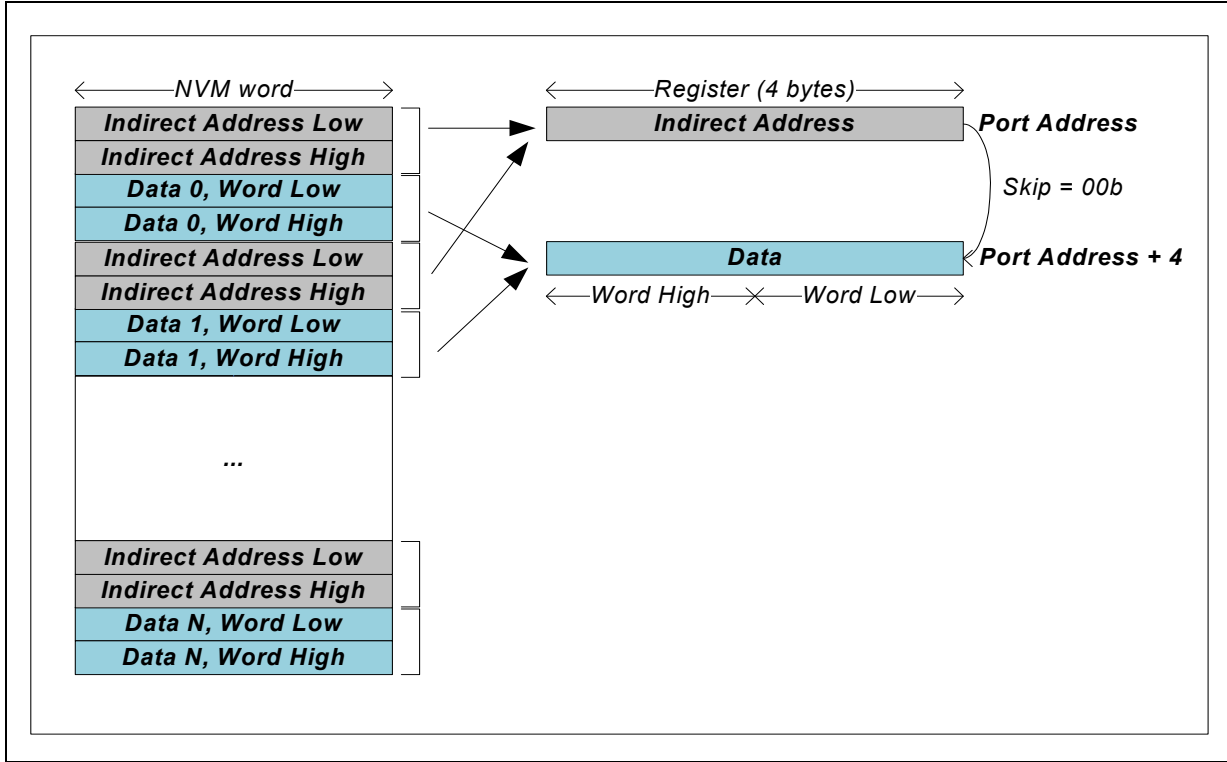 NVM word
Indirect Address Low
Indirect Address High
Data 0, Word Low
Data 0, Word High
Indirect Address Low
Indirect Address High
Data 1, Word Low
Data 1, Word High
...
Indirect Address Low
Indirect Address High
Data N, Word Low
Data N, Word High
Register (4 bytes)
Indirect Address
Port Address
Skip = 00b
Data
Port Address + 4
Word High
Word Low